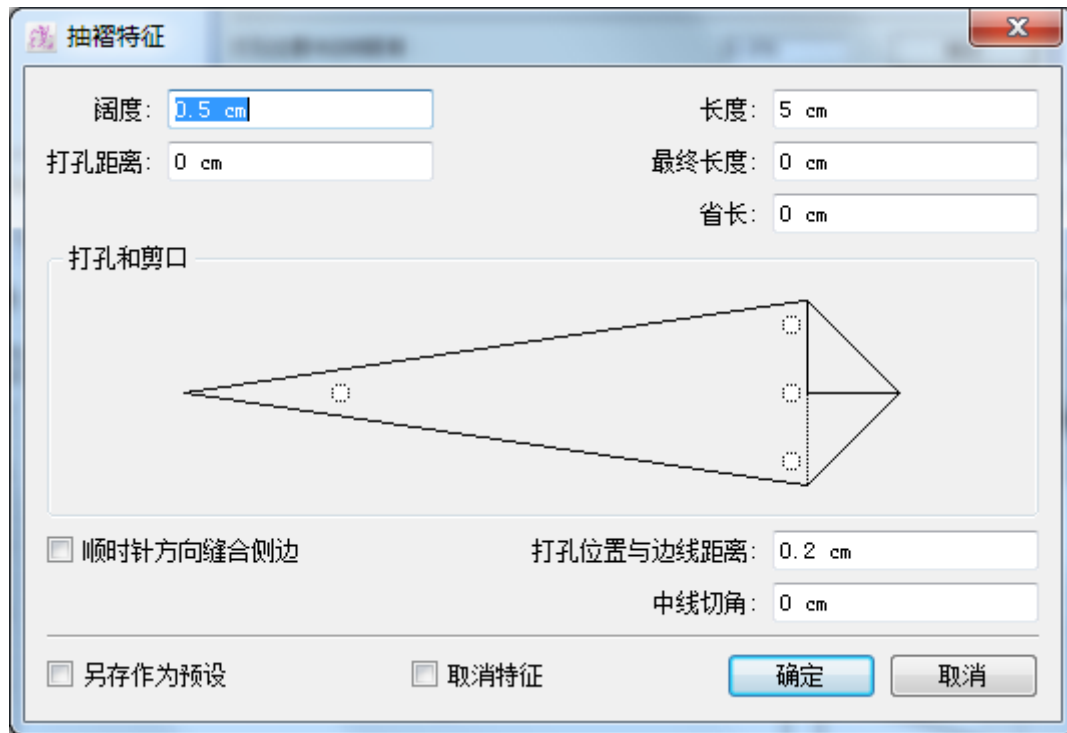 抽褶特征
阔度: 0.5 cm 长度: 5 cm
打孔距离: 0 cm 最终长度: 0 cm
省长: 0 cm
打孔和剪口
顺时针方向缝合侧边 打孔位置与边线距离: 0.2 cm
中线切角: 0 cm
另存作为预设 取消特征 确定 取消